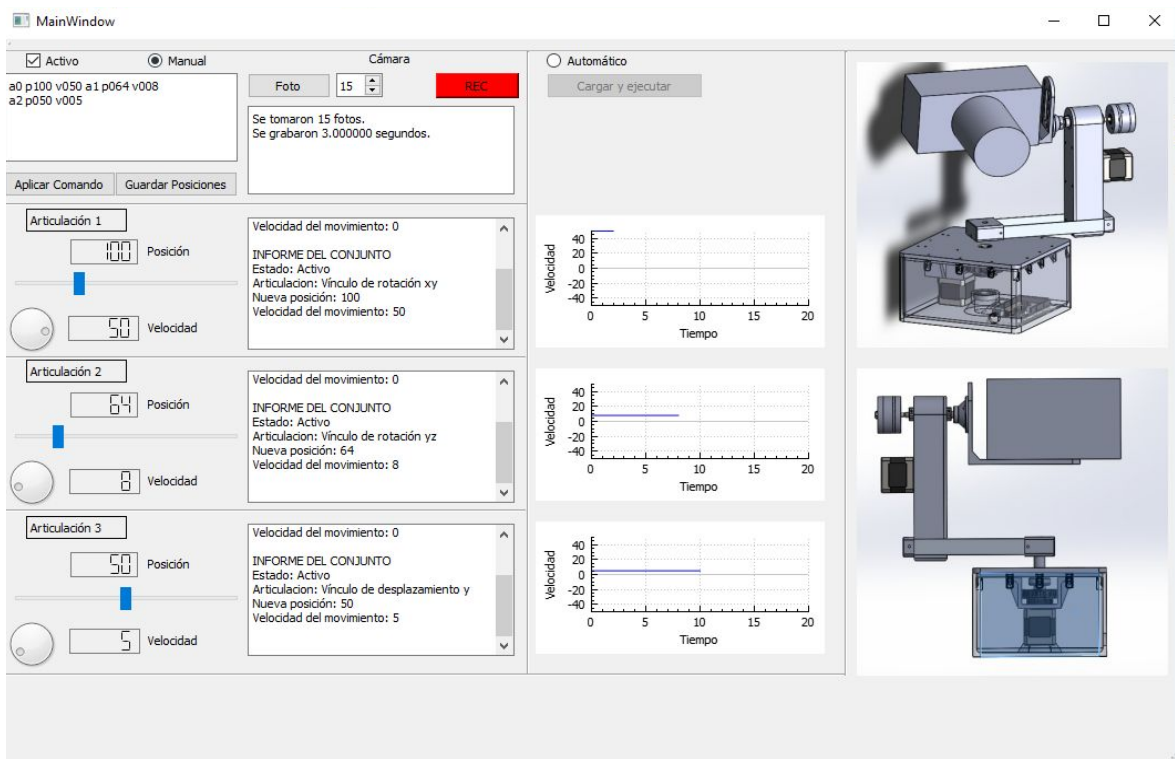 MainWindow
Activo
Manual
Cámara
Automático
a0 p100 v050 a1 p064 v008
a2 p050 v005
Foto
15
REC
Cargar y ejecutar
Se tomaron 15 fotos.
Se grabaron 3.000000 segundos.
Aplicar Comando
Guardar Posiciones
Articulación 1
100
Posición
50
Velocidad
Velocidad del movimiento: 0
INFORME DEL CONJUNTO
Estado: Activo
Articulacion: Vínculo de rotación xy
Nueva posición: 100
Velocidad del movimiento: 50
Velocidad
40
20
0
-20
-40
0 5 10 15 20
Tiempo
Articulación 2
64
Posición
8
Velocidad
Velocidad del movimiento: 0
INFORME DEL CONJUNTO
Estado: Activo
Articulacion: Vínculo de rotación yz
Nueva posición: 64
Velocidad del movimiento: 8
Velocidad
40
20
0
-20
-40
0 5 10 15 20
Tiempo
Articulación 3
50
Posición
5
Velocidad
Velocidad del movimiento: 0
INFORME DEL CONJUNTO
Estado: Activo
Articulacion: Vínculo de desplazamiento y
Nueva posición: 50
Velocidad del movimiento: 5
Velocidad
40
20
0
-20
-40
0 5 10 15 20
Tiempo